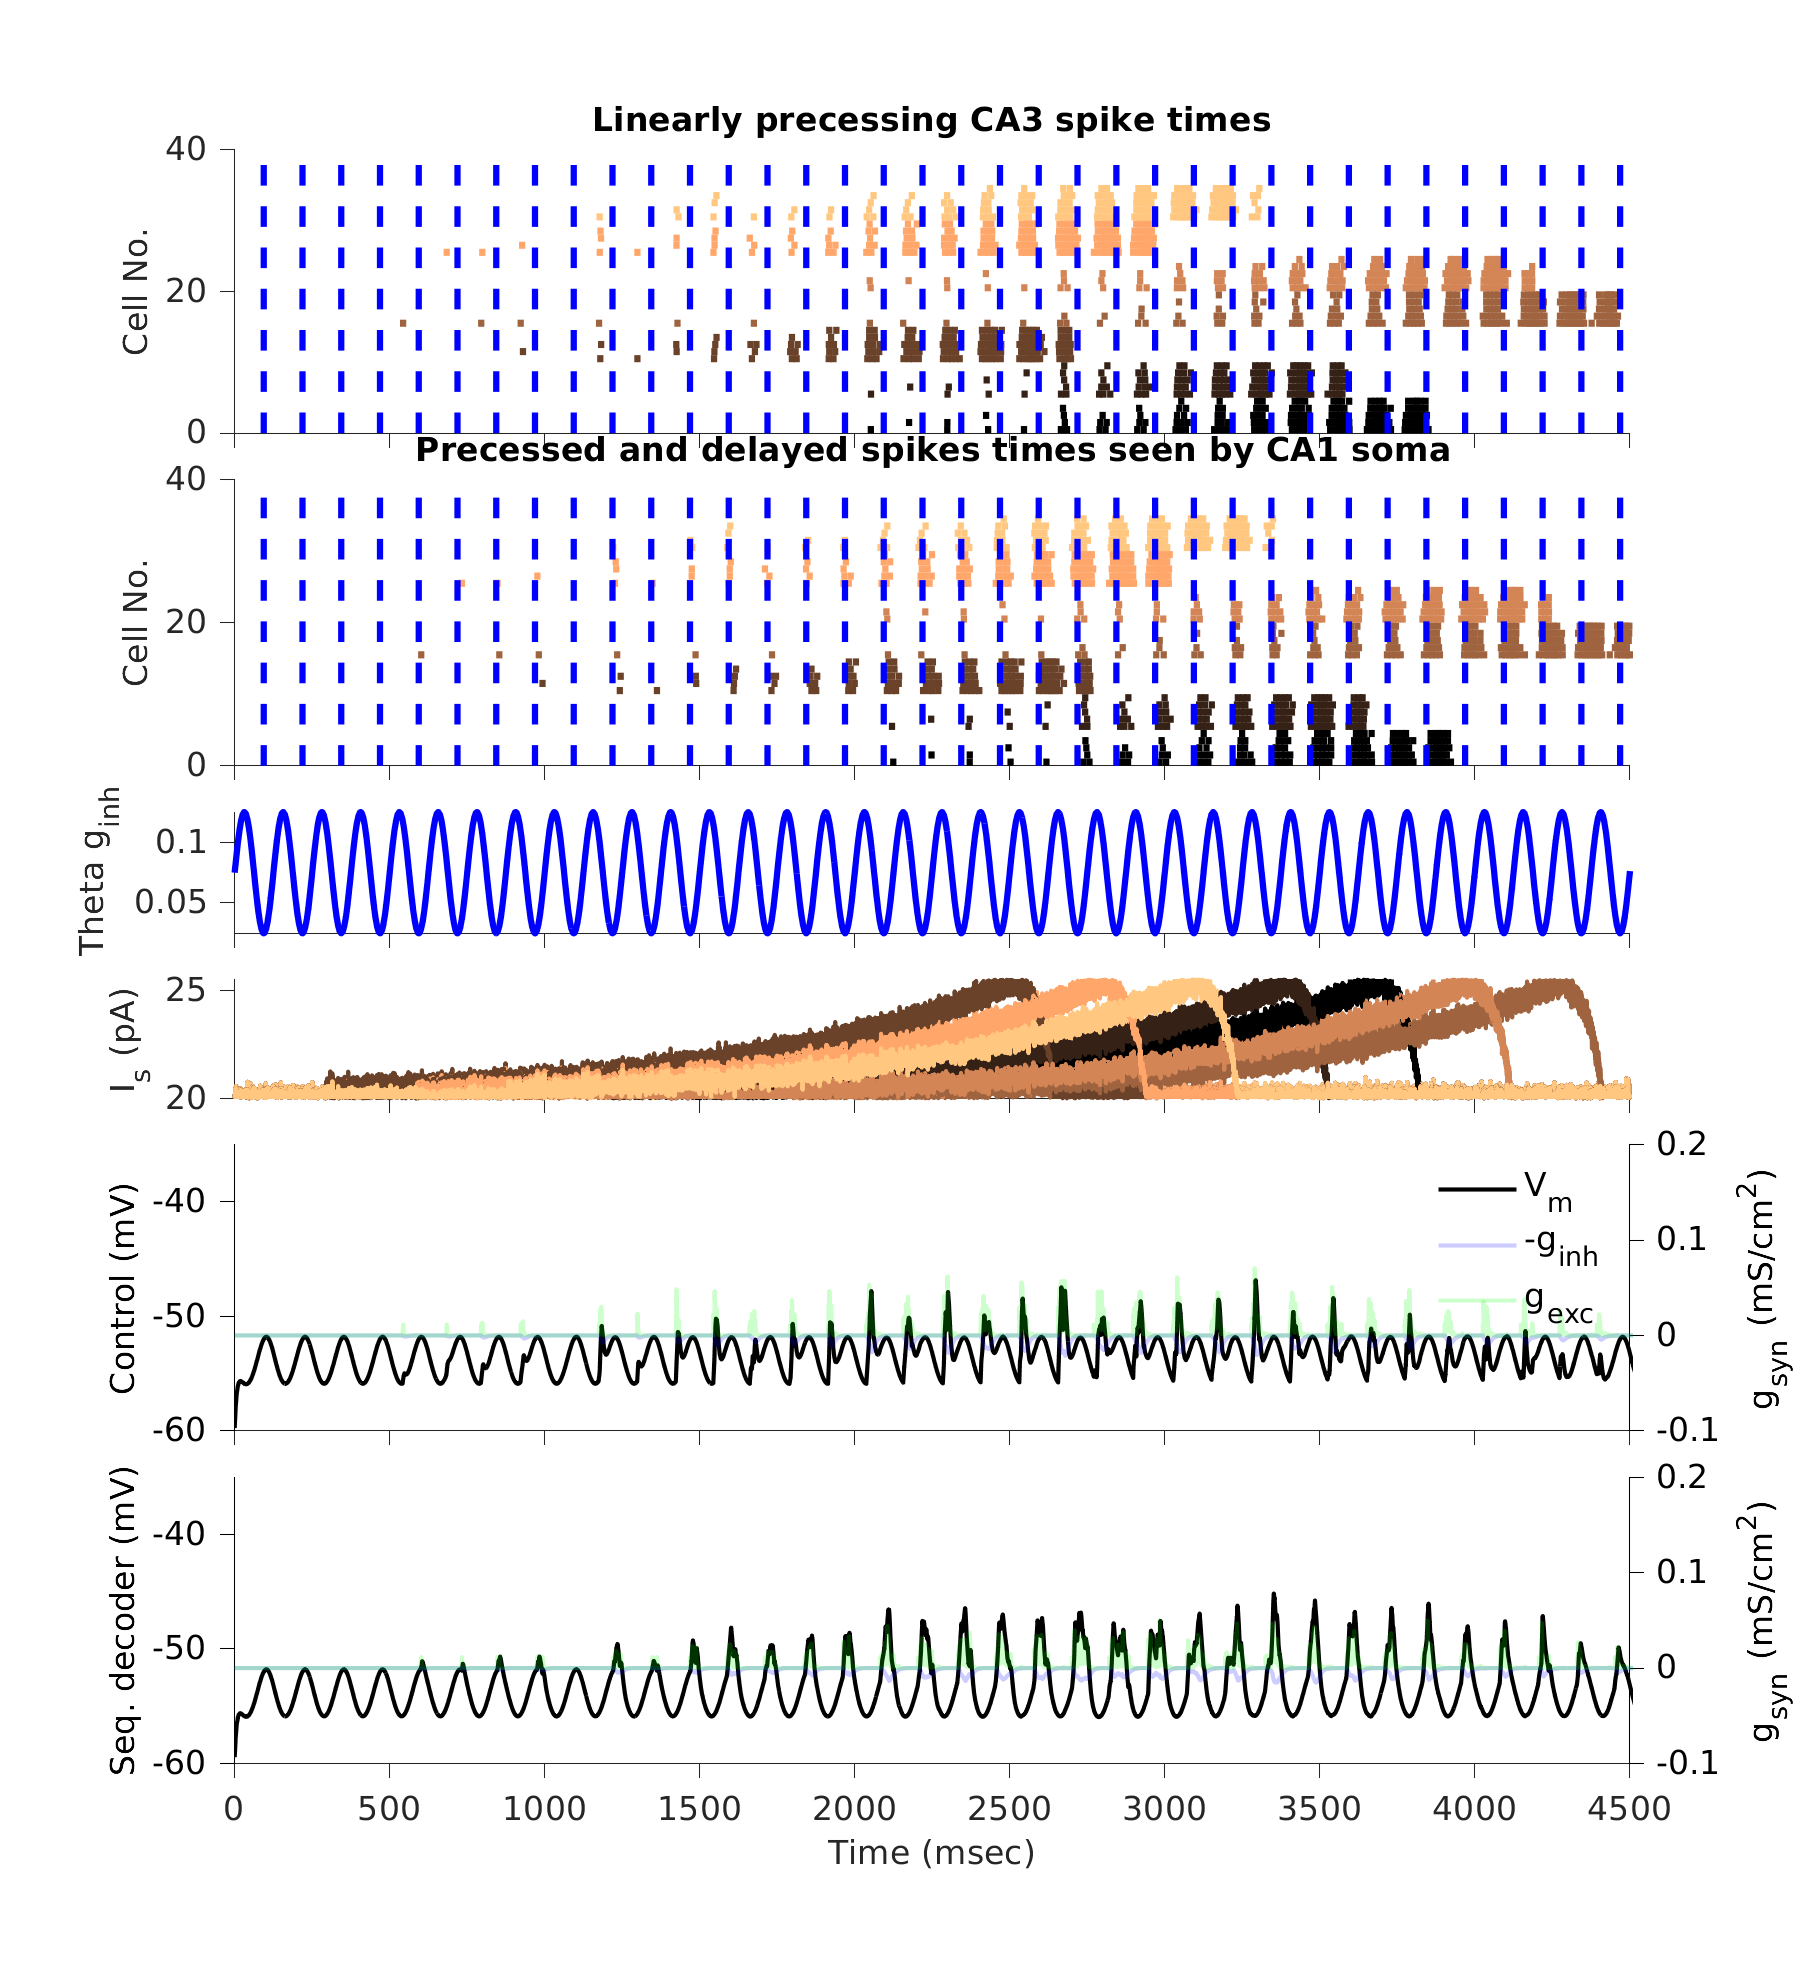 Linearly precessing CA3 spike times
40
20
0
Cell No.
Precessed and delayed spikes times seen by CA1 soma
40
20
0
Cell No.
0.1
0.05
Theta g_inh
25
20
I_s (pA)
-40
-50
-60
Control (mV)
V_m
-g_inh
g_exc
0.2
0.1
0
-0.1
g_syn (mS/cm^2)
-40
-50
-60
Seq. decoder (mV)
0.2
0.1
0
-0.1
g_syn (mS/cm^2)
0 500 1000 1500 2000 2500 3000 3500 4000 4500
Time (msec)